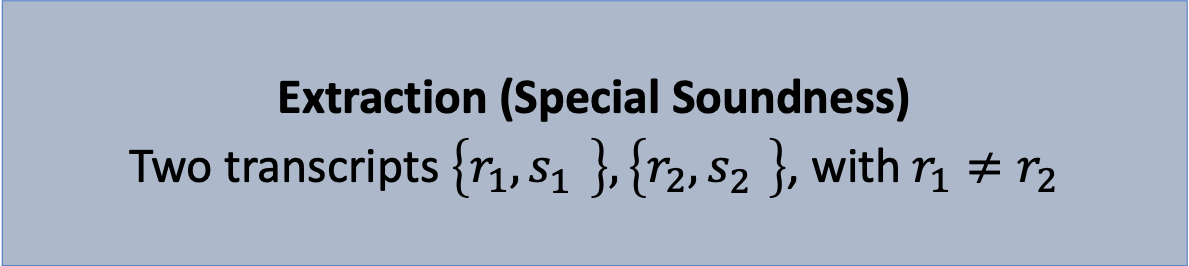 Extraction (Special Soundness)
Two transcripts {r₁, s₁ }, {r₂, s₂ }, with r₁ ≠ r₂